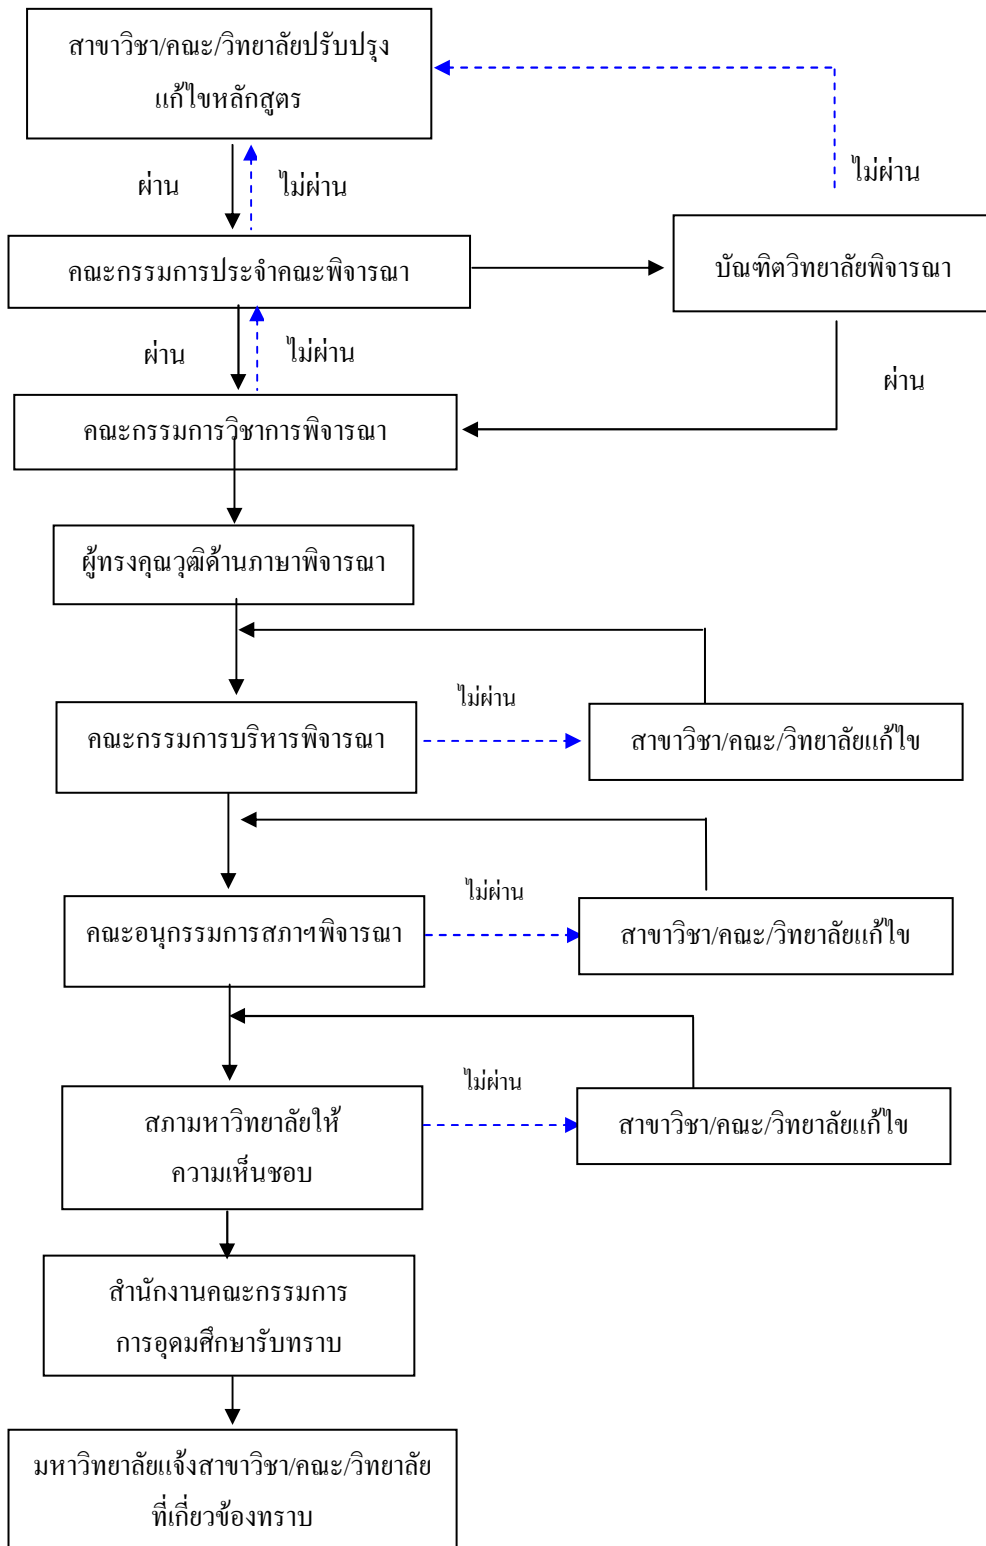 สาขาวิชา/คณะ/วิทยาลัยปรับปรุง
แก้ไขหลักสูตร
ผ่าน
ไม่ผ่าน
ไม่ผ่าน
คณะกรรมการประจำคณะพิจารณา
บัณฑิตวิทยาลัยพิจารณา
ผ่าน
ไม่ผ่าน
ผ่าน
คณะกรรมการวิชาการพิจารณา
ผู้ทรงคุณวุฒิด้านภาษาพิจารณา
ไม่ผ่าน
คณะกรรมการบริหารพิจารณา
สาขาวิชา/คณะ/วิทยาลัยแก้ไข
ไม่ผ่าน
คณะอนุกรรมการสภาฯพิจารณา
สาขาวิชา/คณะ/วิทยาลัยแก้ไข
ไม่ผ่าน
สภามหาวิทยาลัยให้
ความเห็นชอบ
สาขาวิชา/คณะ/วิทยาลัยแก้ไข
สำนักงานคณะกรรมการ
การอุดมศึกษารับทราบ
มหาวิทยาลัยแจ้งสาขาวิชา/คณะ/วิทยาลัย
ที่เกี่ยวข้องทราบ